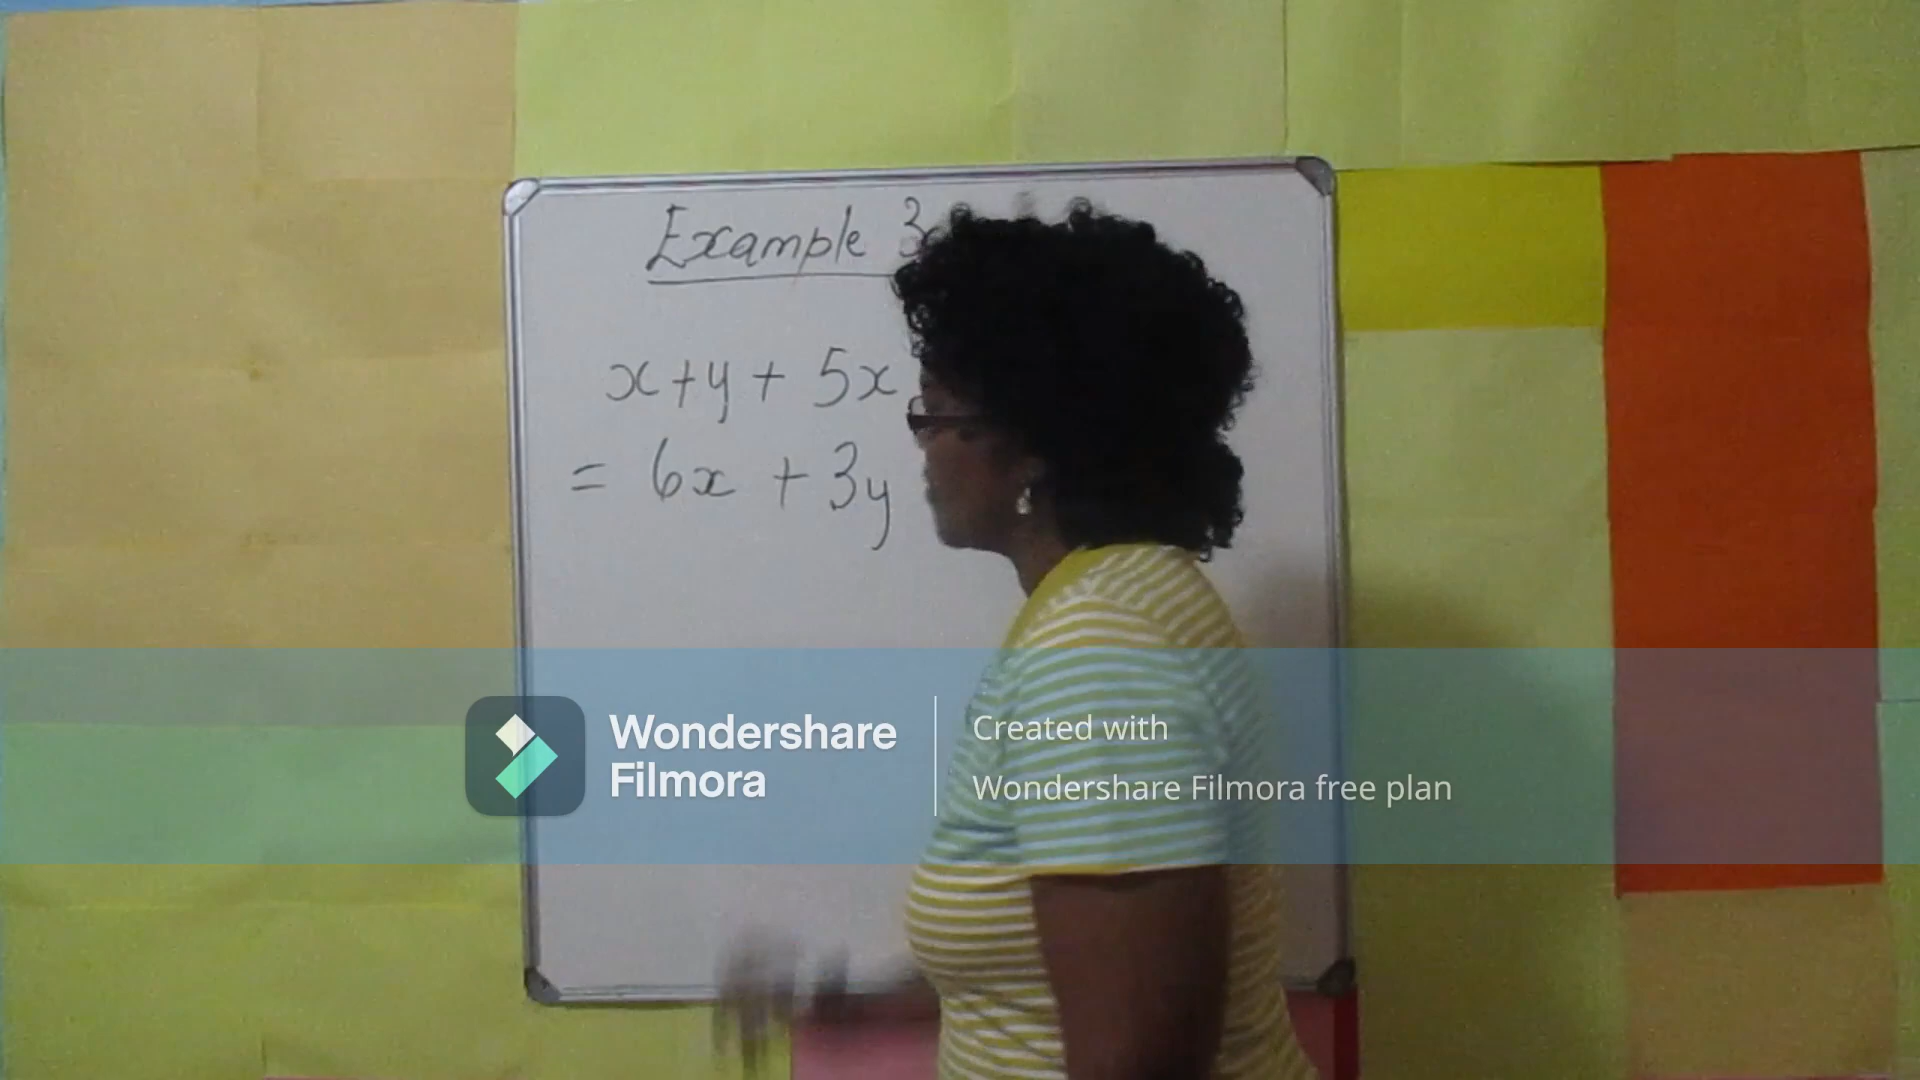 Example 3
x+y+ 5x
= 6x + 3y
Wondershare
Filmora
Created with
Wondershare Filmora free plan